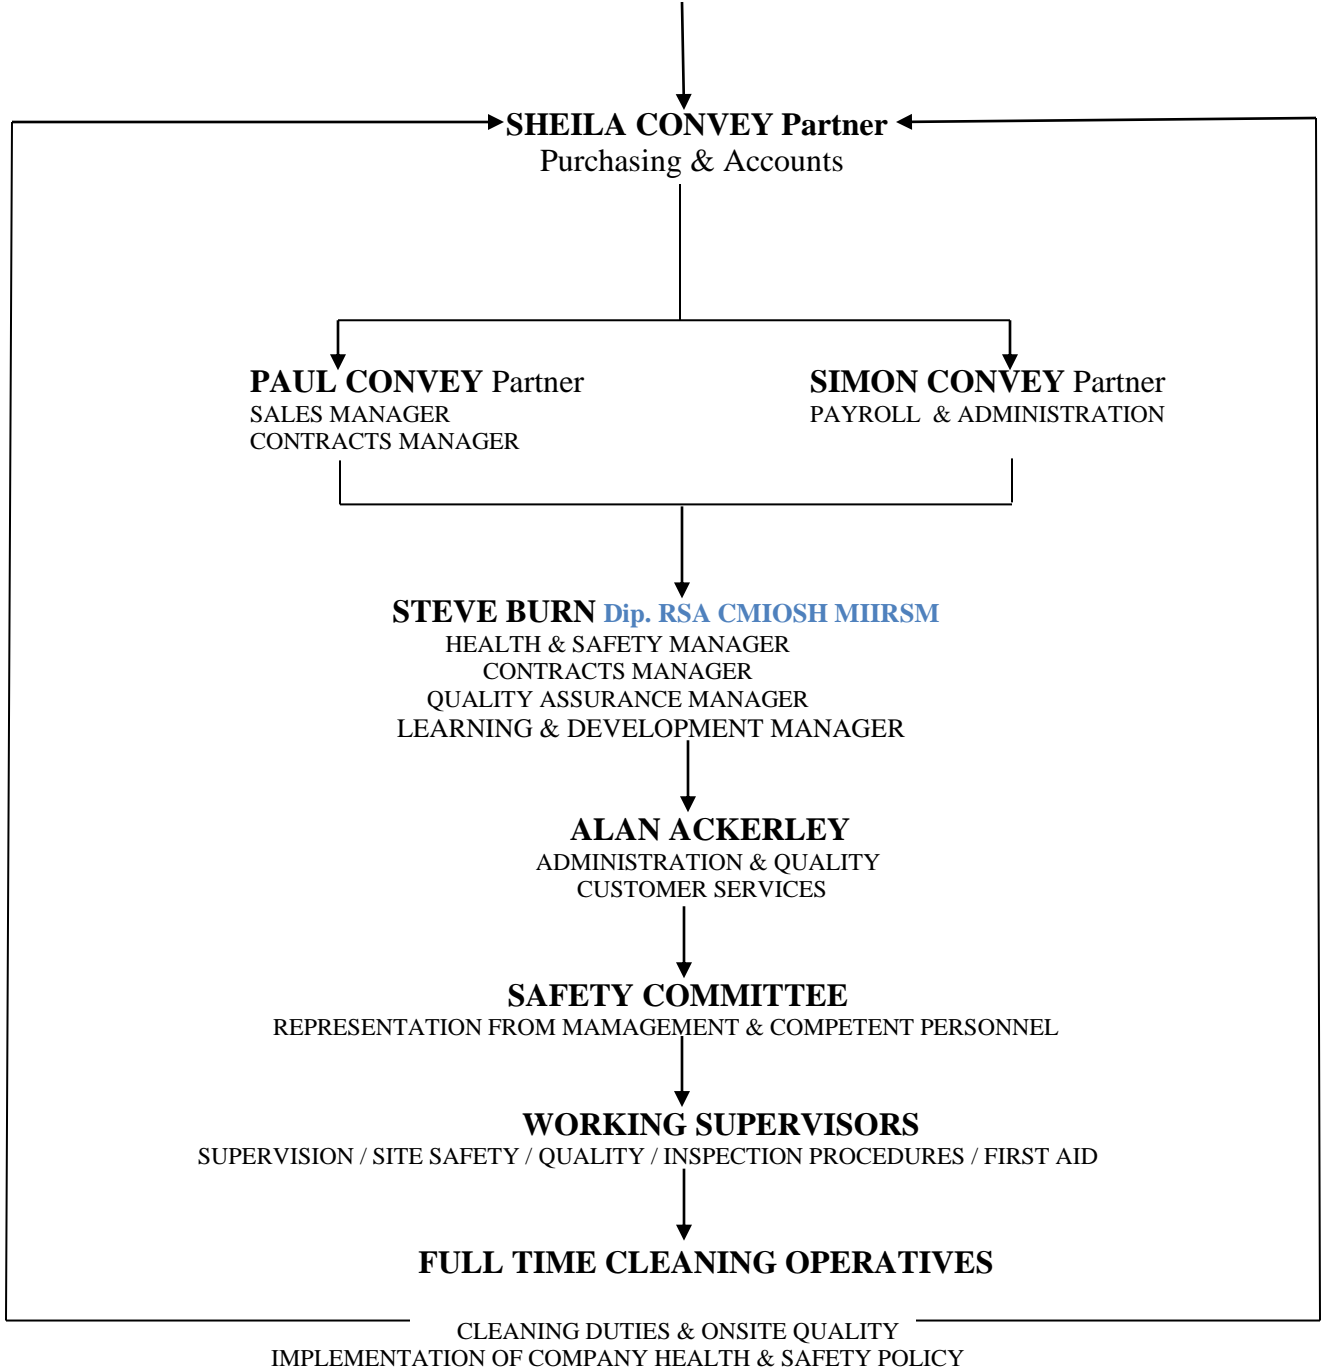 SHEILA CONVEY Partner
Purchasing & Accounts
PAUL CONVEY Partner
SALES MANAGER
CONTRACTS MANAGER
SIMON CONVEY Partner
PAYROLL & ADMINISTRATION
STEVE BURN Dip. RSA CMIOSH MIIRSM
HEALTH & SAFETY MANAGER
CONTRACTS MANAGER
QUALITY ASSURANCE MANAGER
LEARNING & DEVELOPMENT MANAGER
ALAN ACKERLEY
ADMINISTRATION & QUALITY
CUSTOMER SERVICES
SAFETY COMMITTEE
REPRESENTATION FROM MAMAGEMENT & COMPETENT PERSONNEL
WORKING SUPERVISORS
SUPERVISION / SITE SAFETY / QUALITY / INSPECTION PROCEDURES / FIRST AID
FULL TIME CLEANING OPERATIVES
CLEANING DUTIES & ONSITE QUALITY
IMPLEMENTATION OF COMPANY HEALTH & SAFETY POLICY